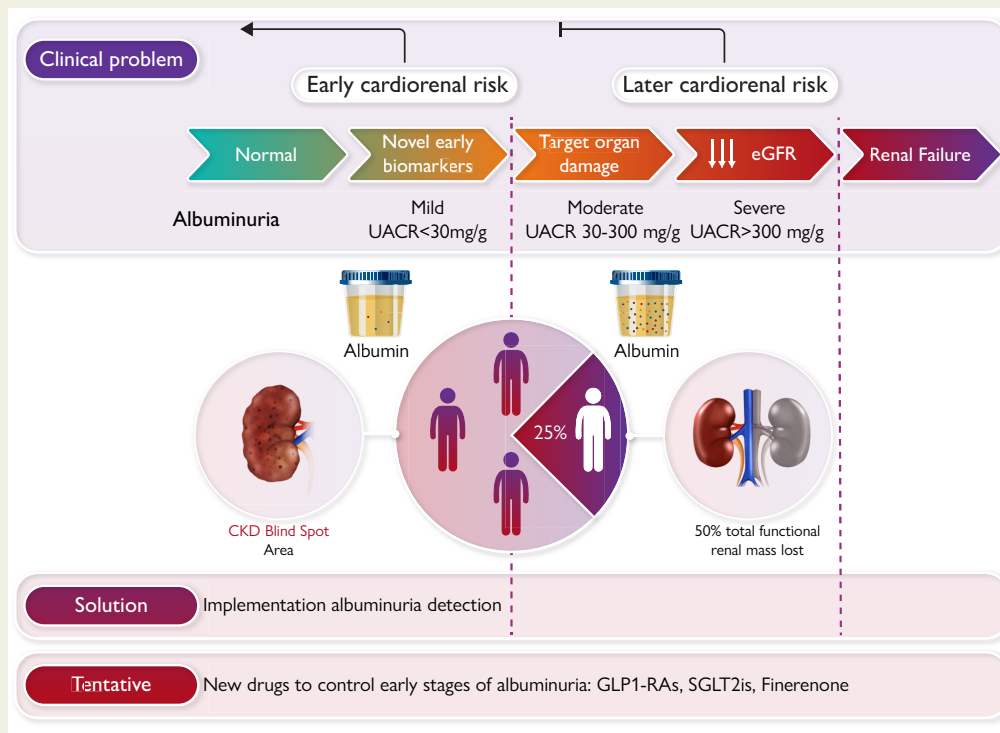 Clinical problem
Early cardiorenal risk
Later cardiorenal risk
Normal
Novel early
biomarkers
Target organ
damage
eGFR
Renal Failure
Albuminuria
Mild
UACR<30mg/g
Moderate
UACR 30-300 mg/g
Severe
UACR>300 mg/g
Albumin
Albumin
25%
CKD Blind Spot
Area
50% total functional
renal mass lost
Solution
Implementation albuminuria detection
Tentative
New drugs to control early stages of albuminuria: GLP1-RAs, SGLT2is, Finerenone